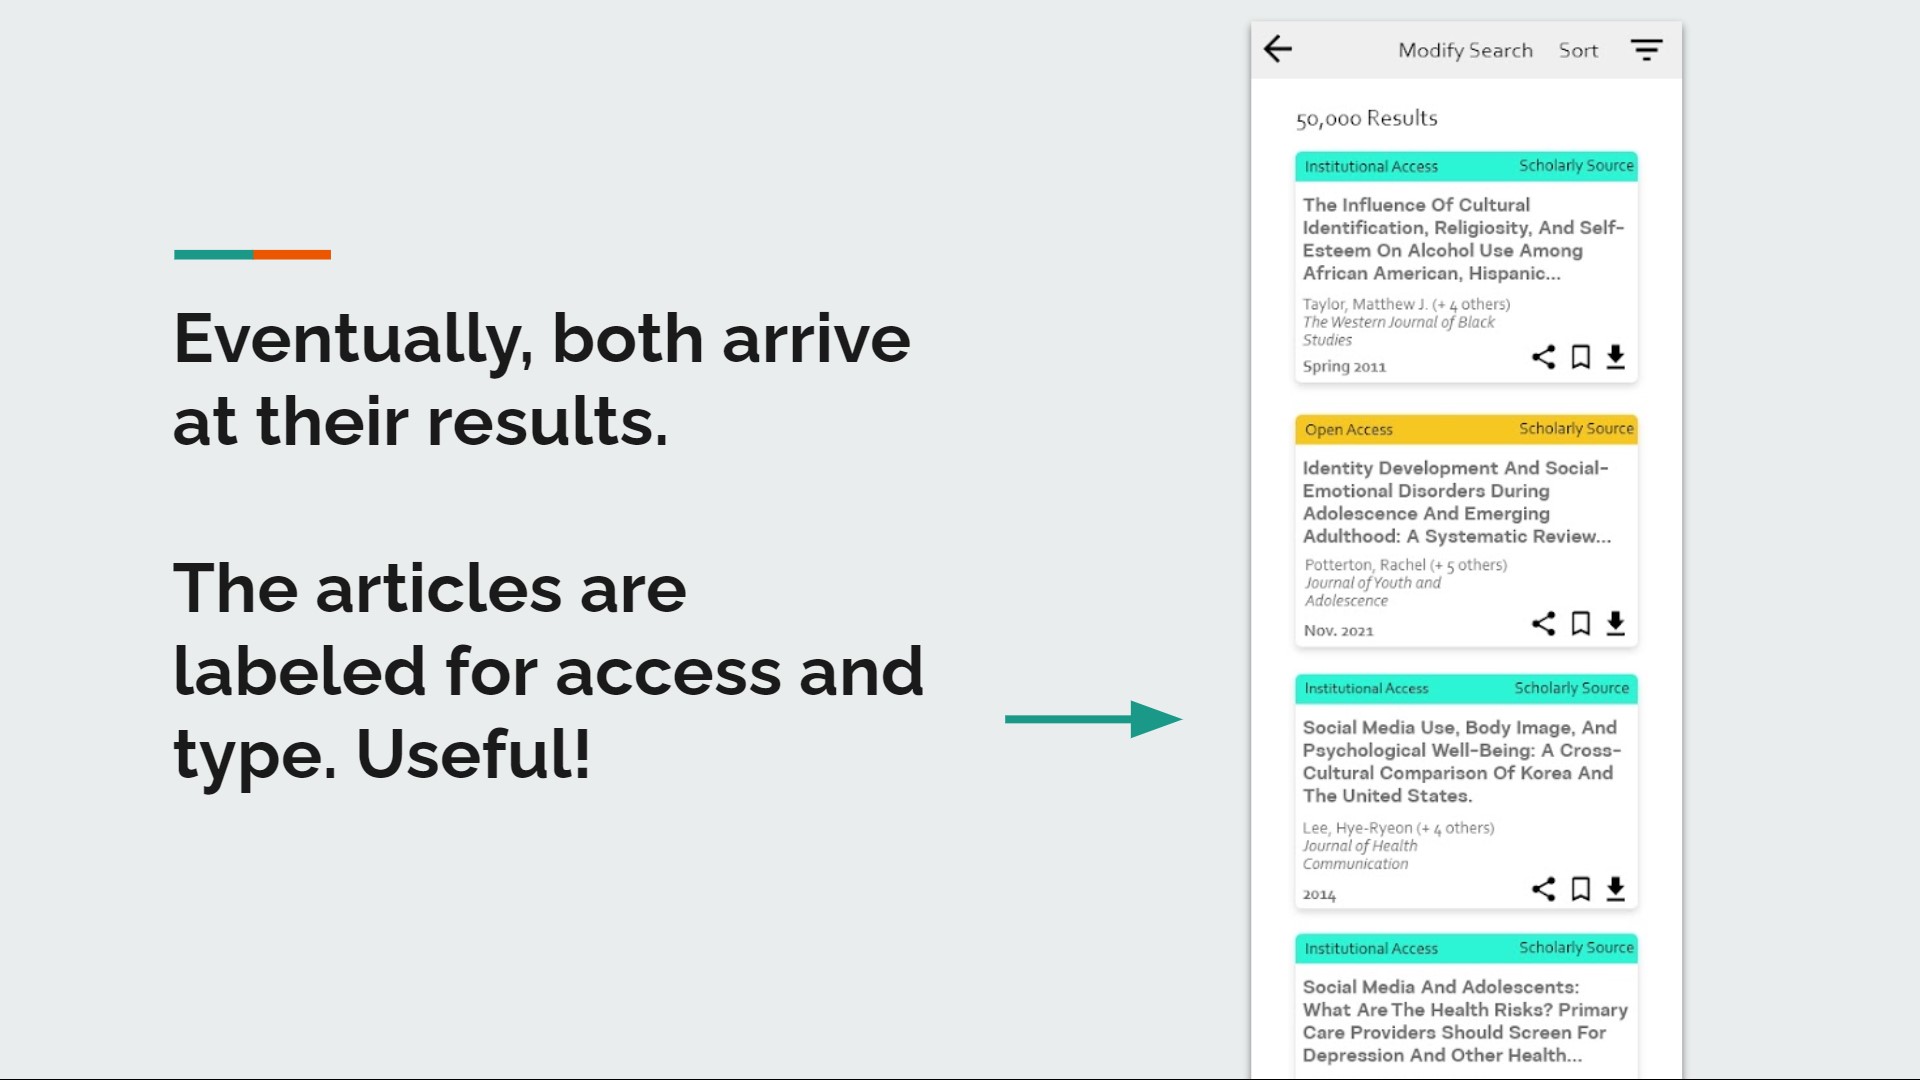 Eventually, both arrive
at their results.
The articles are
labeled for access and
type. Useful!
Modify Search Sort
50,000 Results
Institutional Access Scholarly Source
The Influence Of Cultural
Identification, Religiosity, And Self-
Esteem On Alcohol Use Among
African American, Hispanic...
Taylor, Matthew J. (+ 4 others)
The Western Journal of Black
Studies
Spring 2011
Open Access Scholarly Source
Identity Development And Social-
Emotional Disorders During
Adolescence And Emerging
Adulthood: A Systematic Review...
Potterton, Rachel (+ 5 others)
Journal of Youth and
Adolescence
Nov. 2021
Institutional Access Scholarly Source
Social Media Use, Body Image, And
Psychological Well-Being: A Cross-
Cultural Comparison Of Korea And
The United States.
Lee, Hye-Ryeon (+ 4 others)
Journal of Health
Communication
2014
Institutional Access Scholarly Source
Social Media And Adolescents:
What Are The Health Risks? Primary
Care Providers Should Screen For
Depression And Other Health...